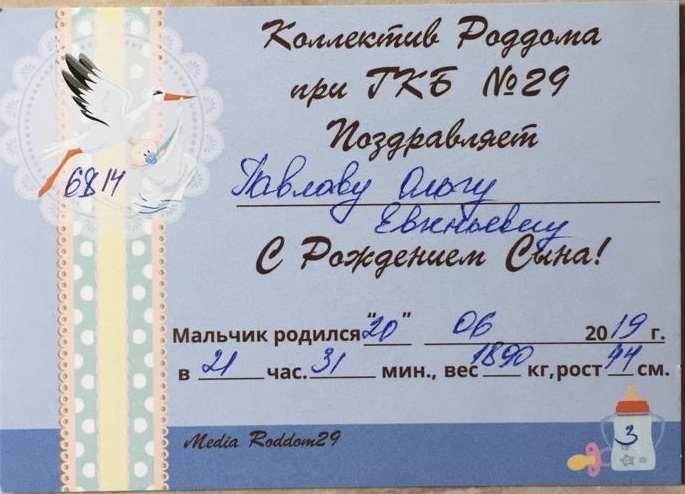 Коллектив Роддома
при ГКБ №29
Поздравляет
6814
Павлову Ольгу
Евгеньевну
С Рождением Сына!
Мальчик родился "20" 06 2019 г.
в 21 час. 31 мин., вес 1890 кг, рост 44 см.
Media Roddom29
3